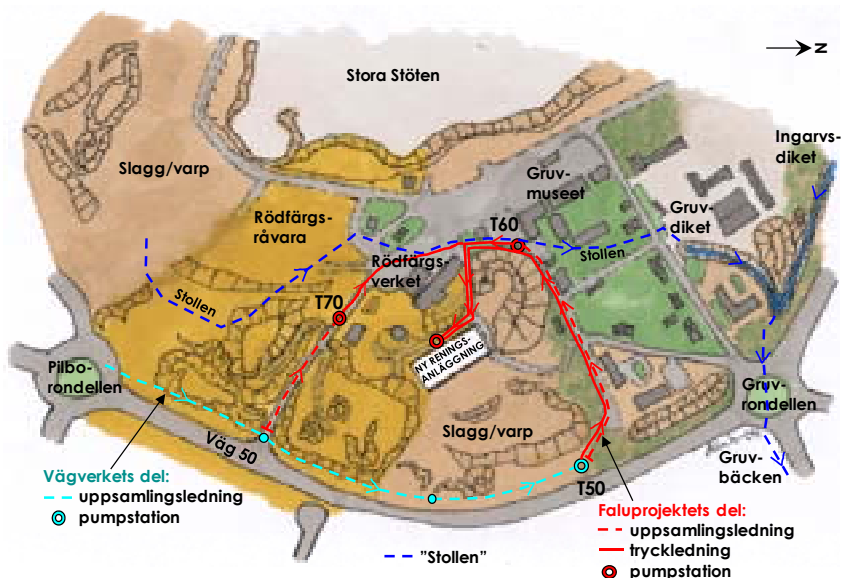 N
Stora Stöten
Ingarvs-
diket
Slagg/varp
Gruv-
museet
Rödfärgs-
råvara
Gruv-
diket
T60
Stollen
Rödfärgs-
verket
Stollen
T70
NY RENINGS-
ANLÄGGNING
Pilbo-
rondellen
Gruv-
rondellen
Väg 50
Slagg/varp
Gruv-
bäcken
T50
Vägverkets del:
uppsamlingsledning
pumpstation
Faluprojektets del:
uppsamlingsledning
tryckledning
pumpstation
"Stollen"